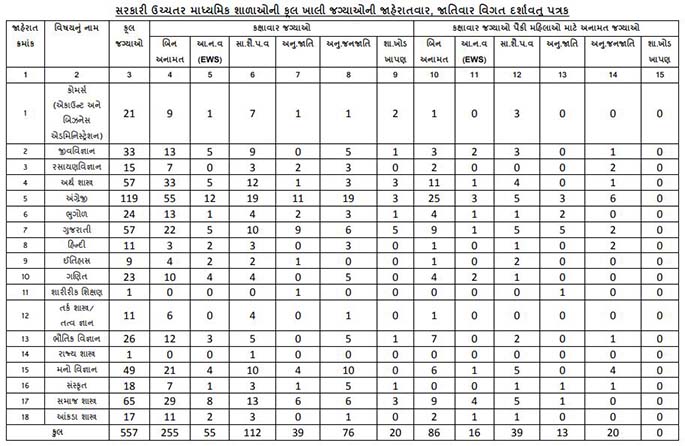 સરકારી ઉચ્ચતર માધ્યમિક શાળાઓની કૂલ ખાલી જગ્યાઓની જાહેરાતવાર, જાતિવાર વિગત દર્શાવતુ પત્રક
જાહેરાત ક્રમાંક વિષયનું નામ કૂલ જગ્યાઓ કક્ષાવાર જગ્યાઓ કક્ષાવાર જગ્યાઓ પૈકી મહિલાઓ માટે અનામત જગ્યાઓ
બિન અનામત આ.ન.વ (EWS) સા.શૈ.પ.વ અનુ.જાતિ અનુ.જનજાતિ શા.ખોડ ખાપણ બિન અનામત આ.ન.વ (EWS) સા.શૈ.પ.વ અનુ.જાતિ અનુ.જનજાતિ શા.ખોડ ખાપણ
1 2 3 4 5 6 7 8 9 10 11 12 13 14 15
1 કોમર્સ (એકાઉન્ટ અને બિઝનેસ એડમિનિસ્ટ્રેશન) 21 9 1 7 1 1 2 1 0 3 0 0 0
2 જીવવિજ્ઞાન 33 13 5 9 0 5 1 3 2 3 0 1 0
3 રસાયણવિજ્ઞાન 15 7 0 3 2 3 0 2 0 0 0 2 0
4 અર્થ શાસ્ત્ર 57 33 5 12 1 3 3 11 1 4 0 1 0
5 અંગ્રેજી 119 55 12 19 11 19 3 25 3 5 3 6 0
6 ભુગોળ 24 13 1 4 2 3 1 4 1 1 2 0 0
7 ગુજરાતી 57 22 5 10 9 6 5 9 1 5 5 2 0
8 હિન્દી 11 3 2 3 0 3 0 1 0 1 0 2 0
9 ઈતિહાસ 9 4 2 2 0 1 0 1 0 0 0 0 0
10 ગણિત 23 10 4 4 0 5 0 4 2 1 0 0 0
11 શારીરીક શિક્ષણ 1 0 0 0 1 0 0 0 0 0 1 0 0
12 તર્ક શાસ્ત્ર/ તત્વ જ્ઞાન 11 6 0 4 0 1 0 1 0 1 0 0 0
13 ભૌતિક વિજ્ઞાન 26 12 3 5 0 5 1 7 0 2 0 1 0
14 રાજ્ય શાસ્ત્ર 1 0 0 1 0 0 0 0 0 0 0 0 0
15 મનો વિજ્ઞાન 49 21 4 10 4 10 0 6 1 5 0 4 0
16 સંસ્કૃત 18 7 1 3 1 5 1 0 0 1 1 1 0
17 સમાજ શાસ્ત્ર 65 29 8 13 6 6 3 9 4 5 1 0 0
18 આંકડા શાસ્ત્ર 17 11 2 3 0 1 0 2 1 2 0 0 0
કુલ 557 255 55 112 39 76 20 86 16 39 13 20 0